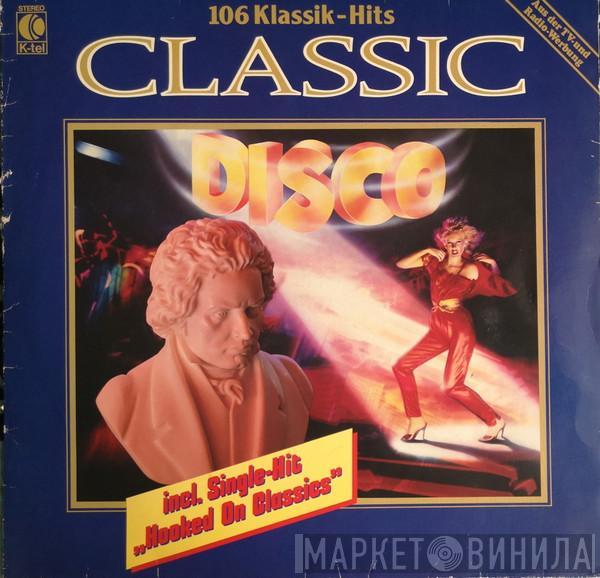 STEREO
K-tel
106 Klassik-Hits
Aus der TV- und
Radio-Werbung
CLASSIC
DISCO
incl. Single-Hit
„Hooked On Classics”
МАРКЕТ ВИНИЛА